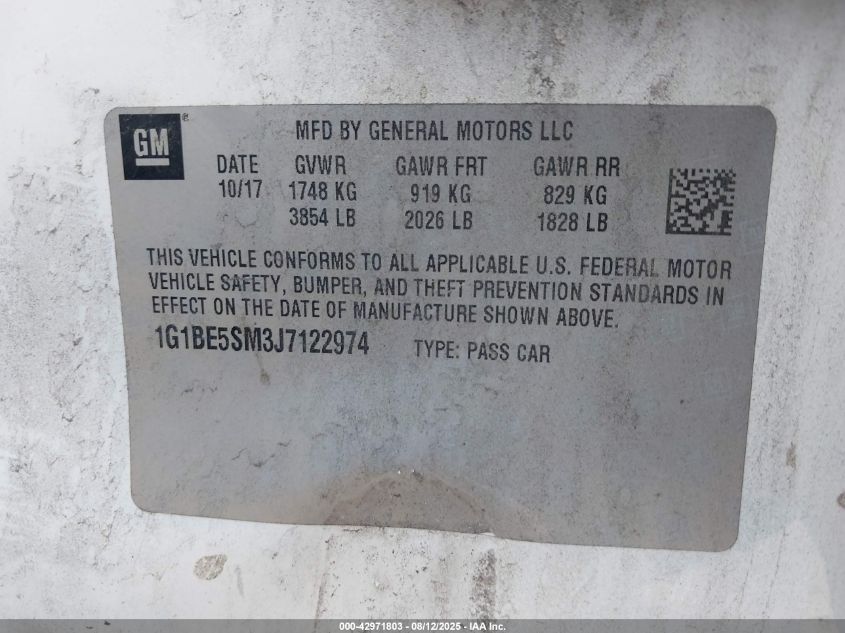 GM
MFD BY GENERAL MOTORS LLC
DATE GVWR GAWR FRT GAWR RR
10/17 1748 KG 919 KG 829 KG
3854 LB 2026 LB 1828 LB
THIS VEHICLE CONFORMS TO ALL APPLICABLE U.S. FEDERAL MOTOR
VEHICLE SAFETY, BUMPER, AND THEFT PREVENTION STANDARDS IN
EFFECT ON THE DATE OF MANUFACTURE SHOWN ABOVE.
1G1BE5SM3J7122974 TYPE: PASS CAR
000-42971803 - 08/12/2025 - IAAI.COM